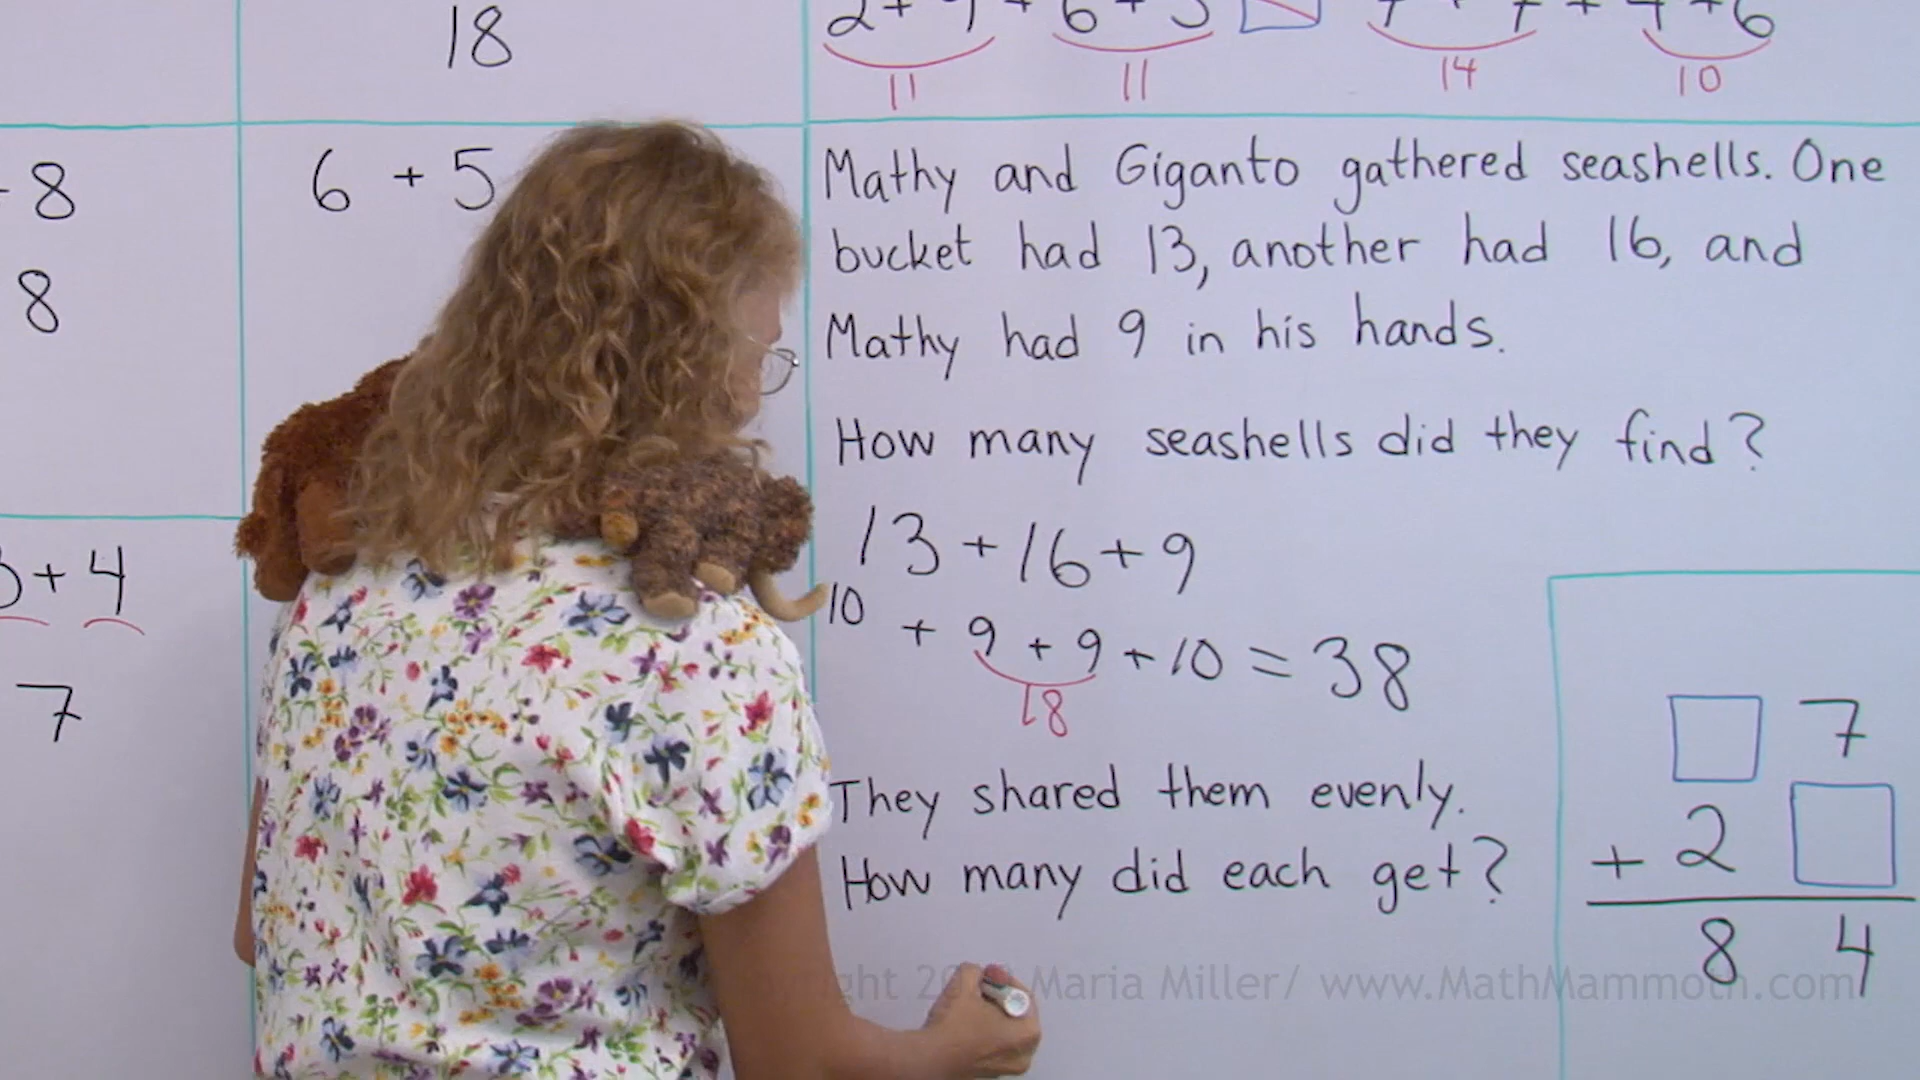 18
11 11 14 10
8
8
6 + 5
+ 4
7
Mathy and Giganto gathered seashells. One
bucket had 13, another had 16, and
Mathy had 9 in his hands.
How many seashells did they find?
13 + 16 + 9
10 + 9 + 9 + 10 = 38
18
They shared them evenly.
How many did each get?
7
+ 2
8 4
Maria Miller/ www.MathMammoth.com